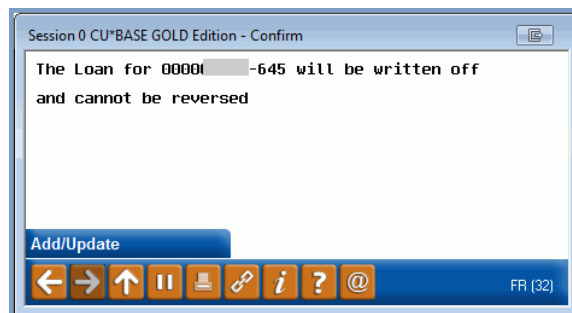 Session 0 CU*BASE GOLD Edition - Confirm
The Loan for 0000 -645 will be written off
and cannot be reversed
Add/Update
FR (32)